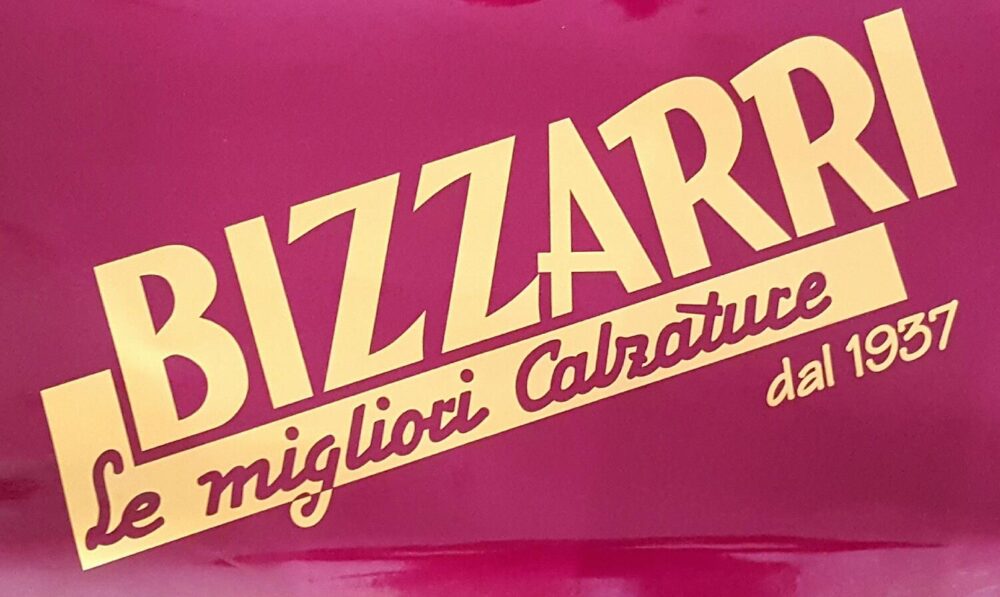 BIZZARRI
Le migliori Calzature
dal 1937